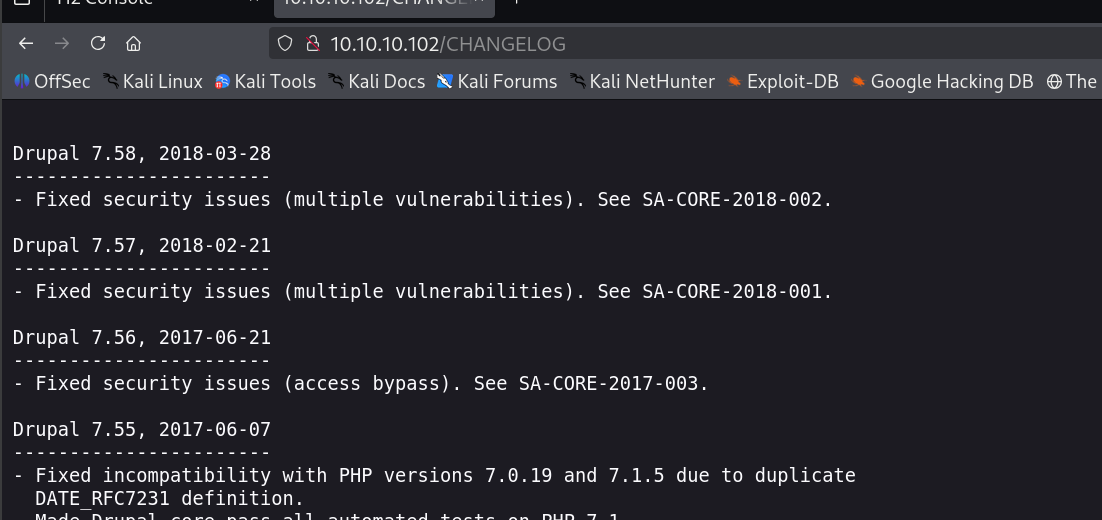 H2 Console
10.10.10.102/CHANGE
10.10.10.102/CHANGELOG
OffSec Kali Linux Kali Tools Kali Docs Kali Forums Kali NetHunter Exploit-DB Google Hacking DB The
Drupal 7.58, 2018-03-28
-----------------------
- Fixed security issues (multiple vulnerabilities). See SA-CORE-2018-002.
Drupal 7.57, 2018-02-21
-----------------------
- Fixed security issues (multiple vulnerabilities). See SA-CORE-2018-001.
Drupal 7.56, 2017-06-21
-----------------------
- Fixed security issues (access bypass). See SA-CORE-2017-003.
Drupal 7.55, 2017-06-07
-----------------------
- Fixed incompatibility with PHP versions 7.0.19 and 7.1.5 due to duplicate
DATE_RFC7231 definition.
- Made Drupal core pass all automated tests on PHP 7.1.